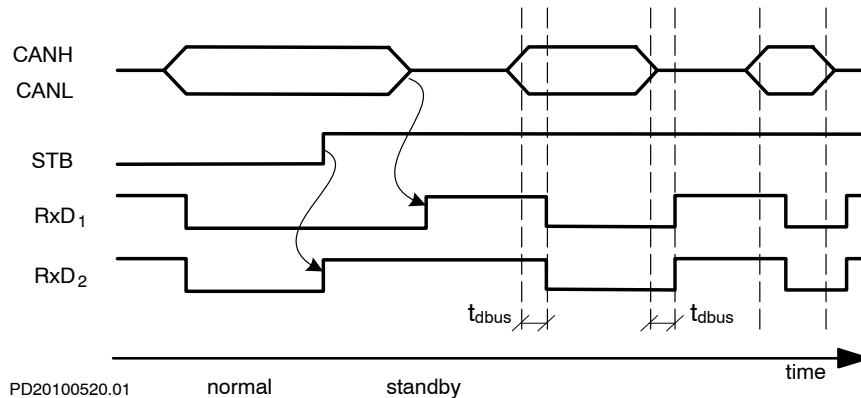 CANH
CANL
STB
RxD1
RxD2
tdbus tdbus
time
PD20100520.01 normal standby